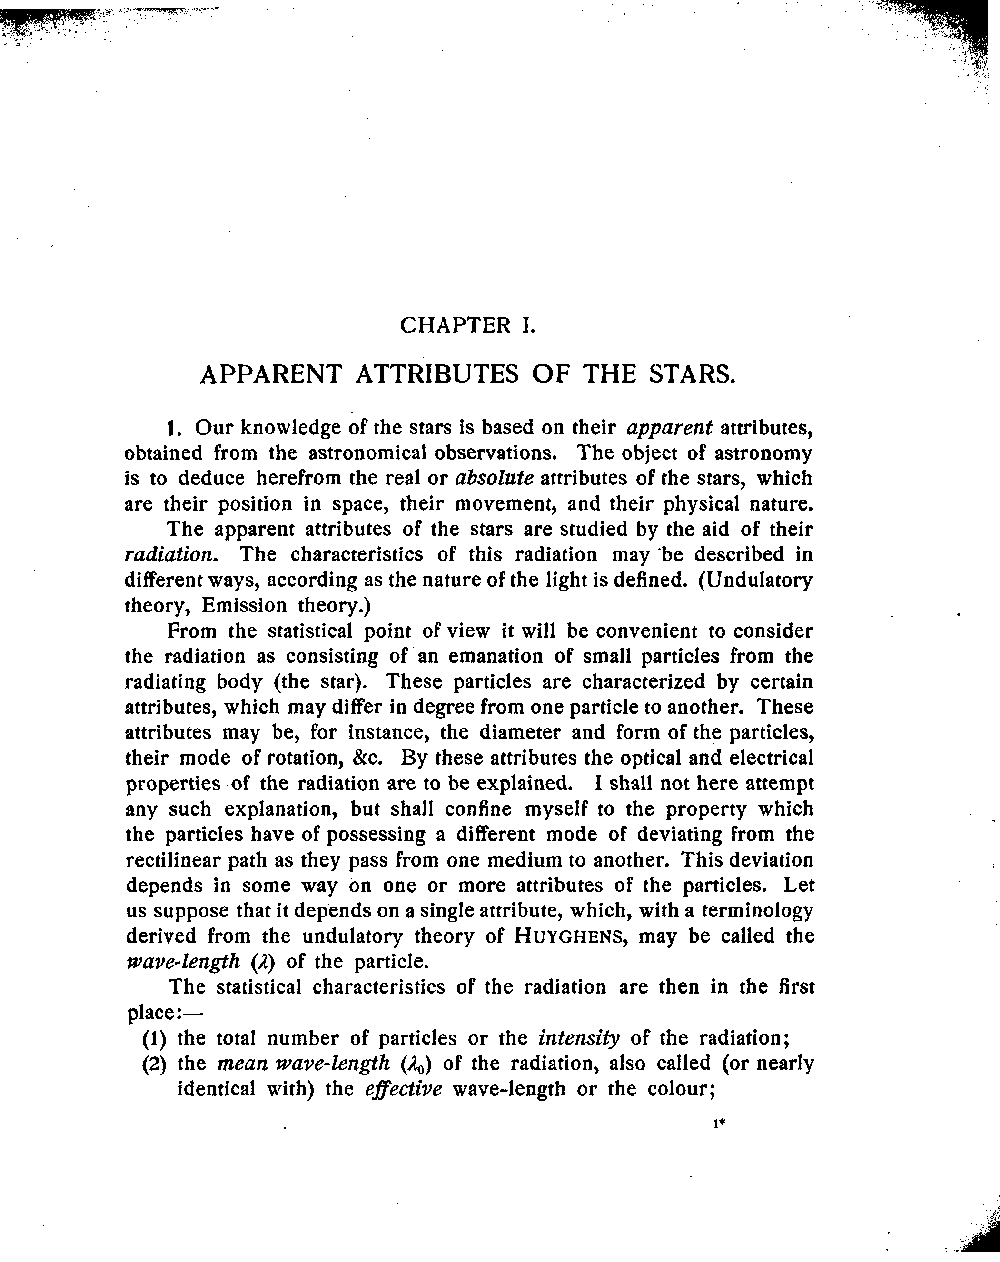 CHAPTER I.
APPARENT ATTRIBUTES OF THE STARS.
1. Our knowledge of the stars is based on their apparent attributes,
obtained from the astronomical observations. The object of astronomy
is to deduce herefrom the real or absolute attributes of the stars, which
are their position in space, their movement, and their physical nature.
The apparent attributes of the stars are studied by the aid of their
radiation. The characteristics of this radiation may be described in
different ways, according as the nature of the light is defined. (Undulatory
theory, Emission theory.)
From the statistical point of view it will be convenient to consider
the radiation as consisting of an emanation of small particles from the
radiating body (the star). These particles are characterized by certain
attributes, which may differ in degree from one particle to another. These
attributes may be, for instance, the diameter and form of the particles,
their mode of rotation, &c. By these attributes the optical and electrical
properties of the radiation are to be explained. I shall not here attempt
any such explanation, but shall confine myself to the property which
the particles have of possessing a different mode of deviating from the
rectilinear path as they pass from one medium to another. This deviation
depends in some way on one or more attributes of the particles. Let
us suppose that it depends on a single attribute, which, with a terminology
derived from the undulatory theory of HUYGHENS, may be called the
wave-length (λ) of the particle.
The statistical characteristics of the radiation are then in the first
place:—
(1) the total number of particles or the intensity of the radiation;
(2) the mean wave-length (λ₀) of the radiation, also called (or nearly
identical with) the effective wave-length or the colour;
1*